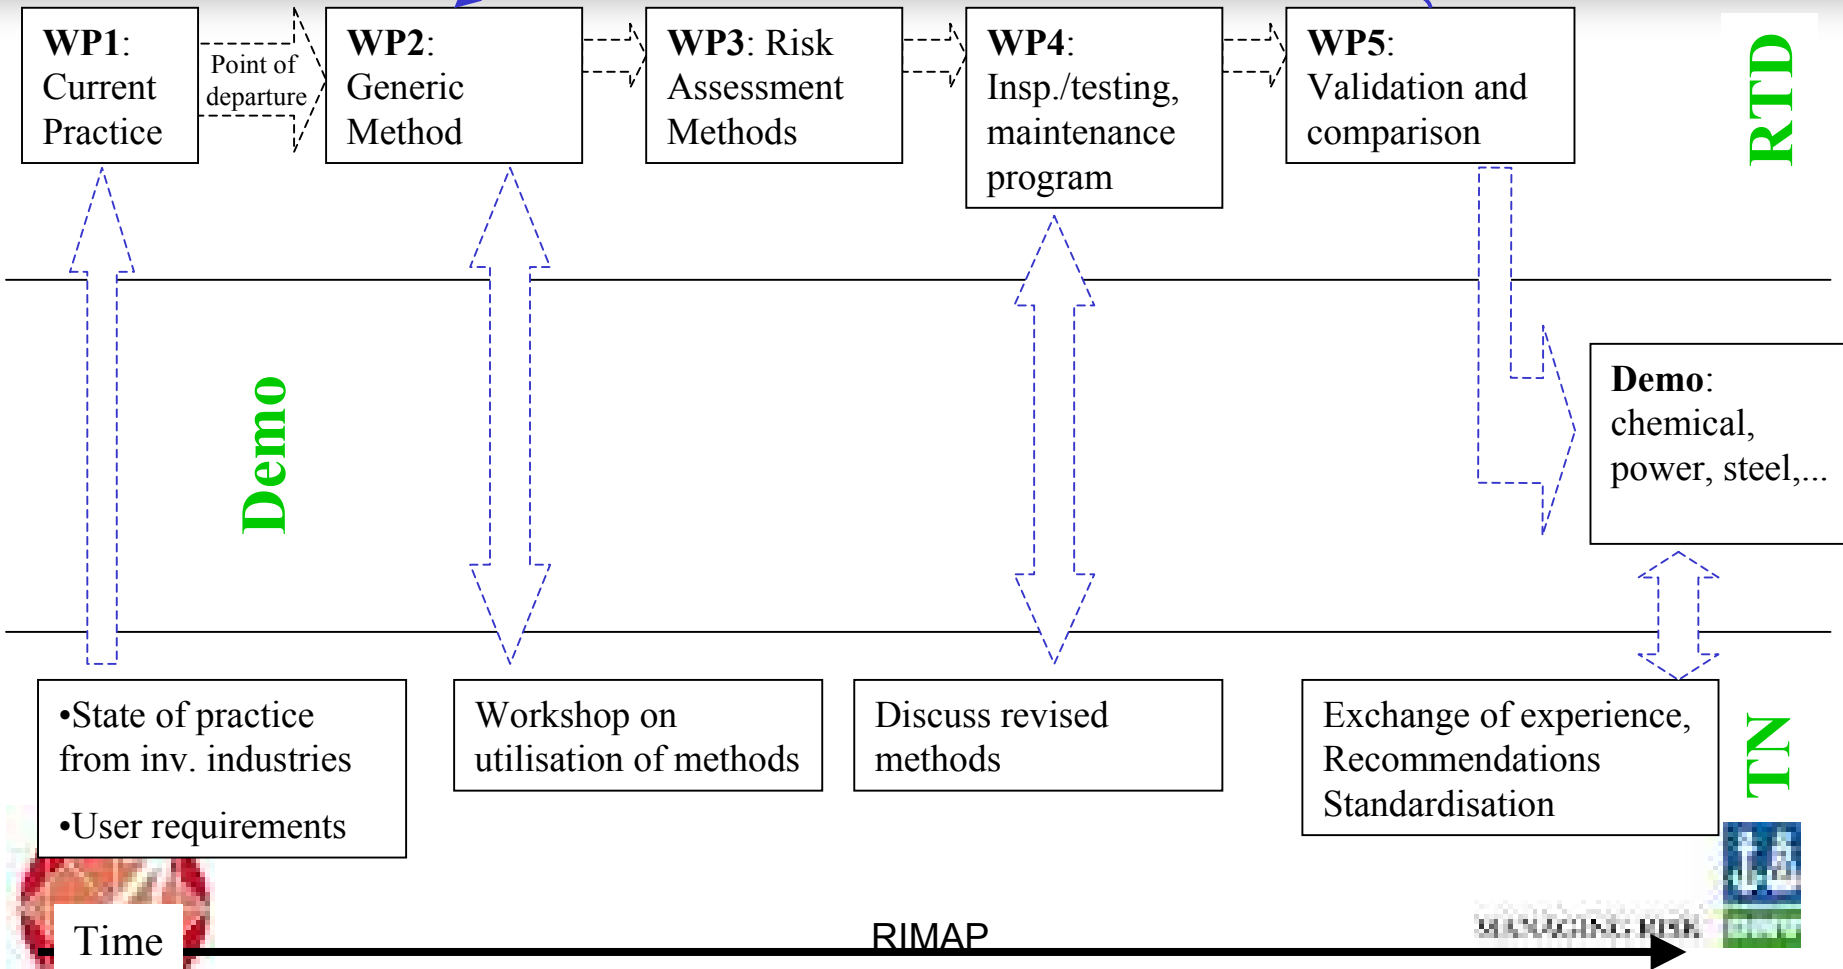 WP1:
Current
Practice
Point of
departure
WP2:
Generic
Method
WP3: Risk
Assessment
Methods
WP4:
Insp./testing,
maintenance
program
WP5:
Validation and
comparison
RTD
Demo
Demo:
chemical,
power, steel,...
•State of practice
from inv. industries
•User requirements
Workshop on
utilisation of methods
Discuss revised
methods
Exchange of experience,
Recommendations
Standardisation
TN
Time
RIMAP
MANAGING RISK